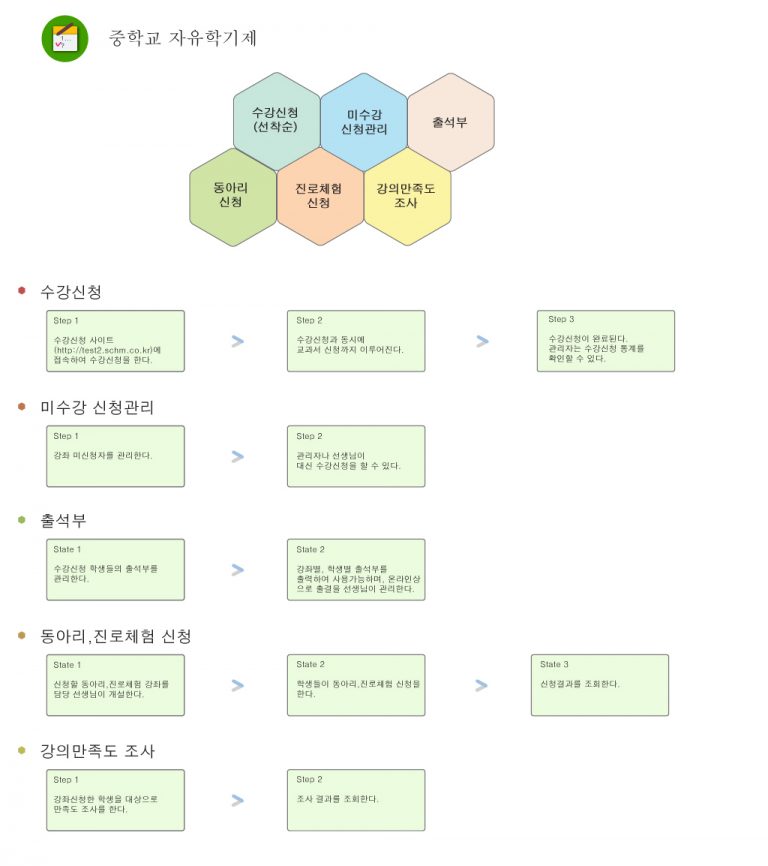 중학교 자유학기제
수강신청
(선착순)
미수강
신청관리
출석부
동아리
신청
진로체험
신청
강의만족도
조사
수강신청
Step 1
수강신청 사이트
(http://test2.schm.co.kr)에
접속하여 수강신청을 한다.
>
Step 2
수강신청과 동시에
교과서 신청까지 이루어진다.
>
Step 3
수강신청이 완료된다.
관리자는 수강신청 통계를
확인할 수 있다.
미수강 신청관리
Step 1
강좌 미신청자를 관리한다.
>
Step 2
관리자나 선생님이
대신 수강신청을 할 수 있다.
출석부
State 1
수강신청 학생들의 출석부를
관리한다.
>
State 2
강좌별, 학생별 출석부를
출력하여 사용가능하며, 온라인상
으로 출결을 선생님이 관리한다.
동아리,진로체험 신청
State 1
신청할 동아리,진로체험 강좌를
담당 선생님이 개설한다.
>
State 2
학생들이 동아리,진로체험 신청을
한다.
>
State 3
신청결과를 조회한다.
강의만족도 조사
Step 1
강좌신청한 학생을 대상으로
만족도 조사를 한다.
>
Step 2
조사 결과를 조회한다.